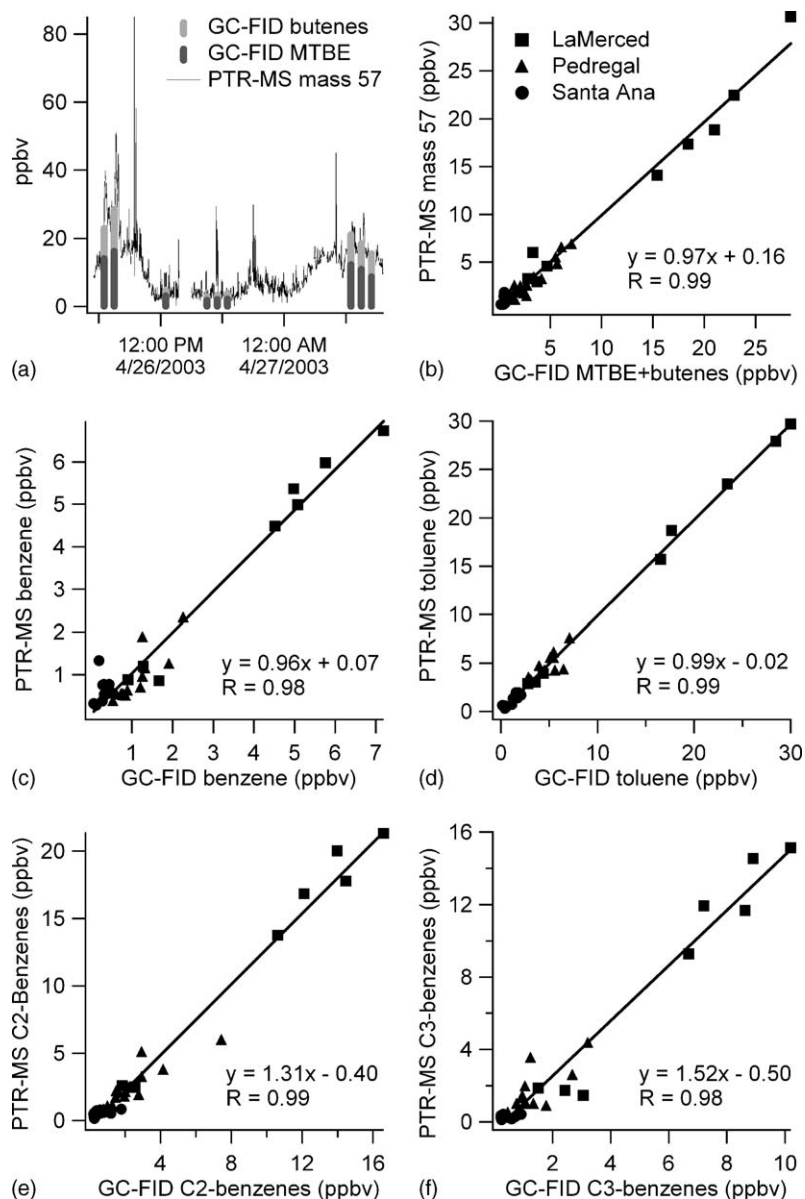 GC-FID butenes
GC-FID MTBE
PTR-MS mass 57
80
60
40
20
0
ppbv
12:00 PM
4/26/2003
12:00 AM
4/27/2003
(a)
LaMerced
Pedregal
Santa Ana
30
25
20
15
10
5
PTR-MS mass 57 (ppbv)
y = 0.97x + 0.16
R = 0.99
5 10 15 20 25
GC-FID MTBE+butenes (ppbv)
(b)
6
5
4
3
2
1
PTR-MS benzene (ppbv)
y = 0.96x + 0.07
R = 0.98
1 2 3 4 5 6 7
GC-FID benzene (ppbv)
(c)
30
25
20
15
10
5
0
PTR-MS toluene (ppbv)
y = 0.99x - 0.02
R = 0.99
0 10 20 30
GC-FID toluene (ppbv)
(d)
20
15
10
5
0
PTR-MS C2-Benzenes (ppbv)
y = 1.31x - 0.40
R = 0.99
4 8 12 16
GC-FID C2-benzenes (ppbv)
(e)
16
12
8
4
0
PTR-MS C3-benzenes (ppbv)
y = 1.52x - 0.50
R = 0.98
2 4 6 8 10
GC-FID C3-benzenes (ppbv)
(f)